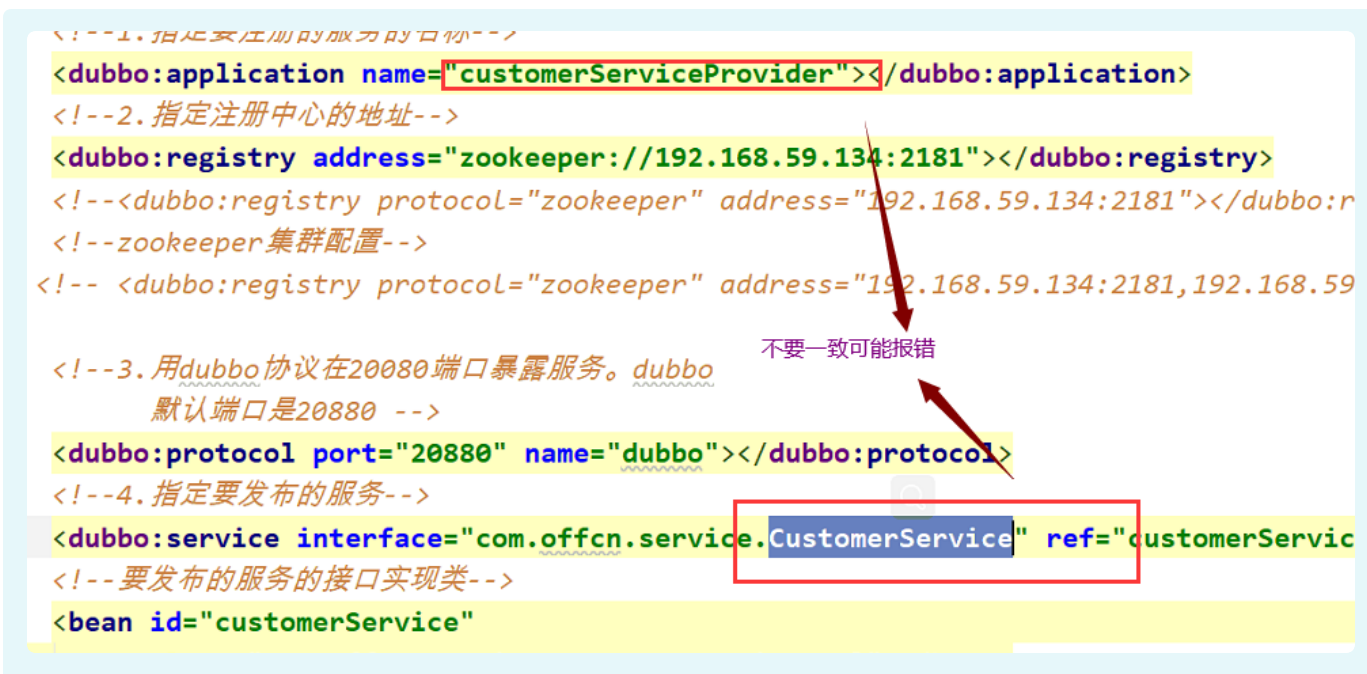 <!--1.指定要注册的服务的名称-->
<dubbo:application name="customerServiceProvider"></dubbo:application>
<!--2.指定注册中心的地址-->
<dubbo:registry address="zookeeper://192.168.59.134:2181"></dubbo:registry>
<!--<dubbo:registry protocol="zookeeper" address="192.168.59.134:2181"></dubbo:r
<!--zookeeper集群配置-->
<!-- <dubbo:registry protocol="zookeeper" address="192.168.59.134:2181,192.168.59
不要一致可能报错
<!--3.用dubbo协议在20080端口暴露服务。dubbo
默认端口是20880 -->
<dubbo:protocol port="20880" name="dubbo"></dubbo:protocol>
<!--4.指定要发布的服务-->
<dubbo:service interface="com.offcn.service.CustomerService" ref="customerServic
<!--要发布的服务的接口实现类-->
<bean id="customerService"